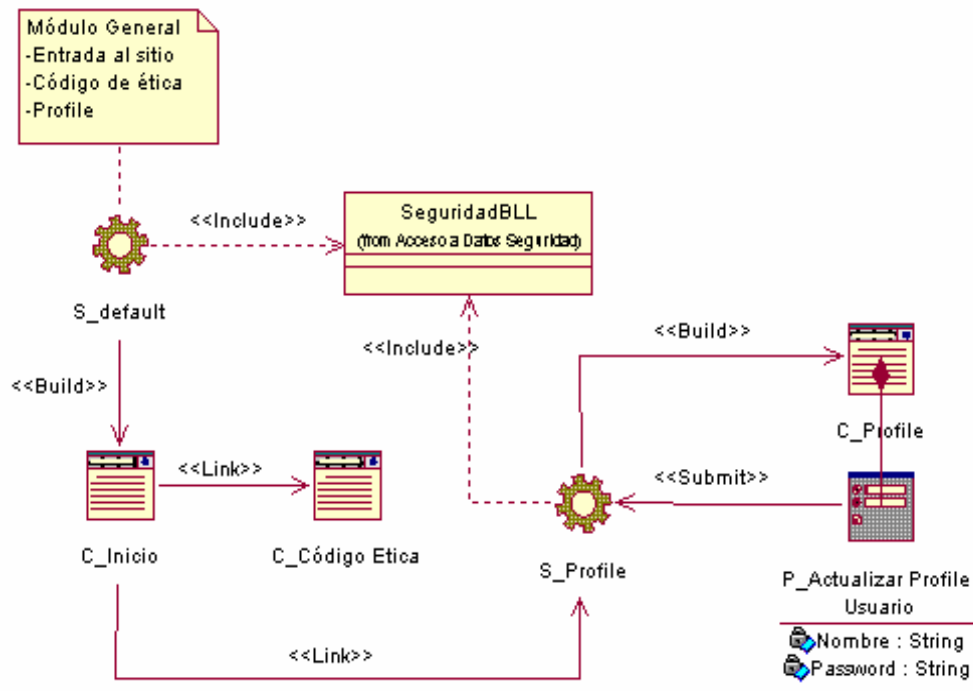 Módulo General
-Entrada al sitio
-Código de ética
-Profile
<<Include>>
SeguridadBLL
(from Acceso a Datos Seguridad)
S_default
<<Include>>
<<Build>>
<<Build>>
C_Profile
<<Link>>
<<Submit>>
C_Inicio
C_Código Etica
S_Profile
P_Actualizar Profile
Usuario
<<Link>>
Nombre : String
Password : String